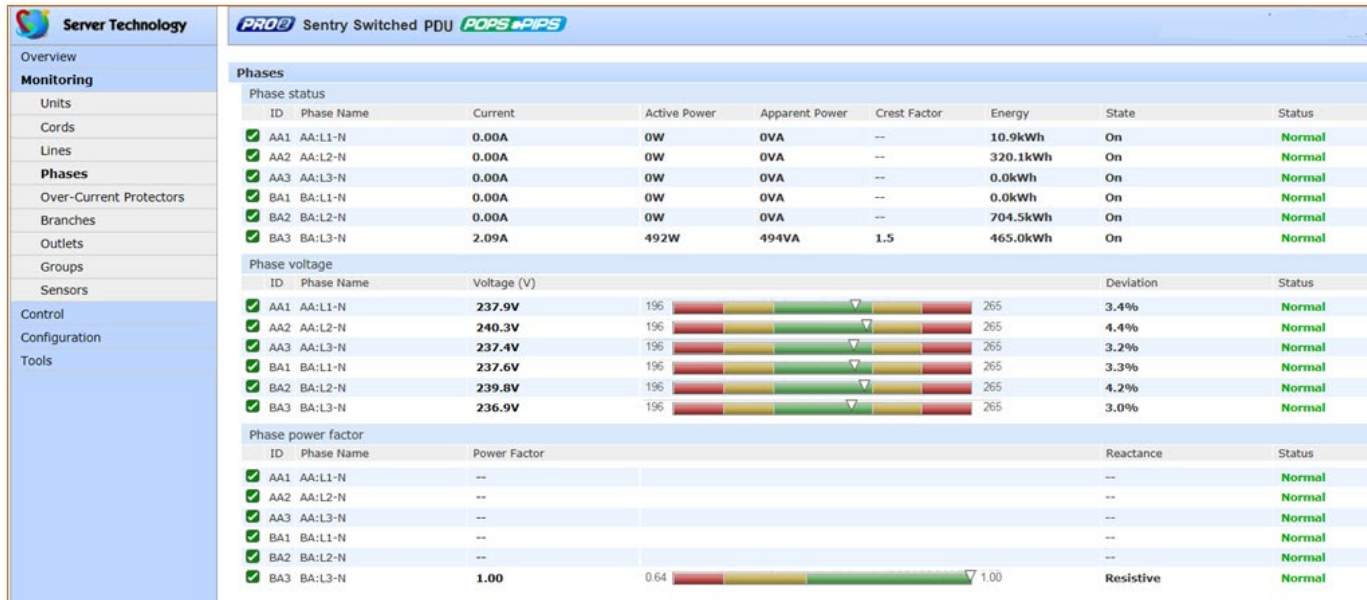 Server Technology
PRO2 Sentry Switched PDU POPS PIPS
Overview
Monitoring
Units
Cords
Lines
Phases
Over-Current Protectors
Branches
Outlets
Groups
Sensors
Control
Configuration
Tools
Phases
Phase status
ID Phase Name Current Active Power Apparent Power Crest Factor Energy State Status
AA1 AA:L1-N 0.00A 0W 0VA -- 10.9kWh On Normal
AA2 AA:L2-N 0.00A 0W 0VA -- 320.1kWh On Normal
AA3 AA:L3-N 0.00A 0W 0VA -- 0.0kWh On Normal
BA1 BA:L1-N 0.00A 0W 0VA -- 0.0kWh On Normal
BA2 BA:L2-N 0.00A 0W 0VA -- 704.5kWh On Normal
BA3 BA:L3-N 2.09A 492W 494VA 1.5 465.0kWh On Normal
Phase voltage
ID Phase Name Voltage (V) Deviation Status
AA1 AA:L1-N 237.9V 196 265 3.4% Normal
AA2 AA:L2-N 240.3V 196 265 4.4% Normal
AA3 AA:L3-N 237.4V 196 265 3.2% Normal
BA1 BA:L1-N 237.6V 196 265 3.3% Normal
BA2 BA:L2-N 239.8V 196 265 4.2% Normal
BA3 BA:L3-N 236.9V 196 265 3.0% Normal
Phase power factor
ID Phase Name Power Factor Reactance Status
AA1 AA:L1-N -- -- Normal
AA2 AA:L2-N -- -- Normal
AA3 AA:L3-N -- -- Normal
BA1 BA:L1-N -- -- Normal
BA2 BA:L2-N -- -- Normal
BA3 BA:L3-N 1.00 0.64 1.00 Resistive Normal